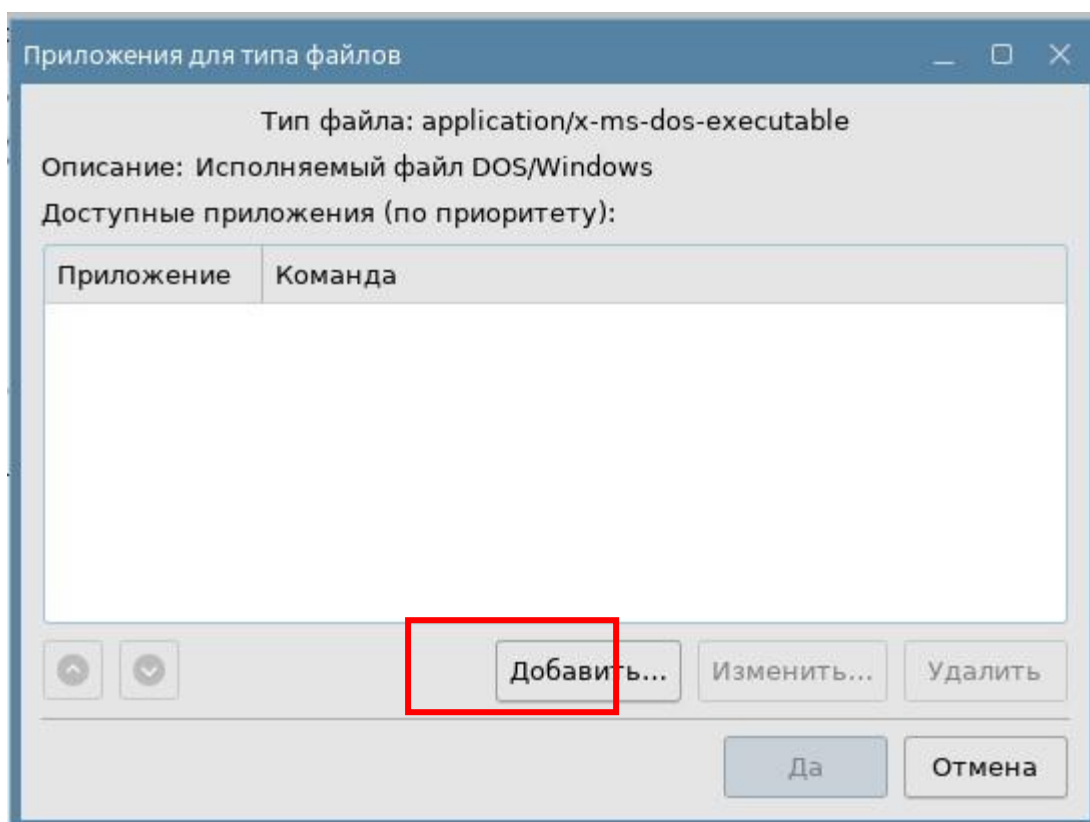 Приложения для типа файлов
Тип файла: application/x-ms-dos-executable
Описание: Исполняемый файл DOS/Windows
Доступные приложения (по приоритету):
Приложение Команда
Добавить... Изменить... Удалить
Да Отмена